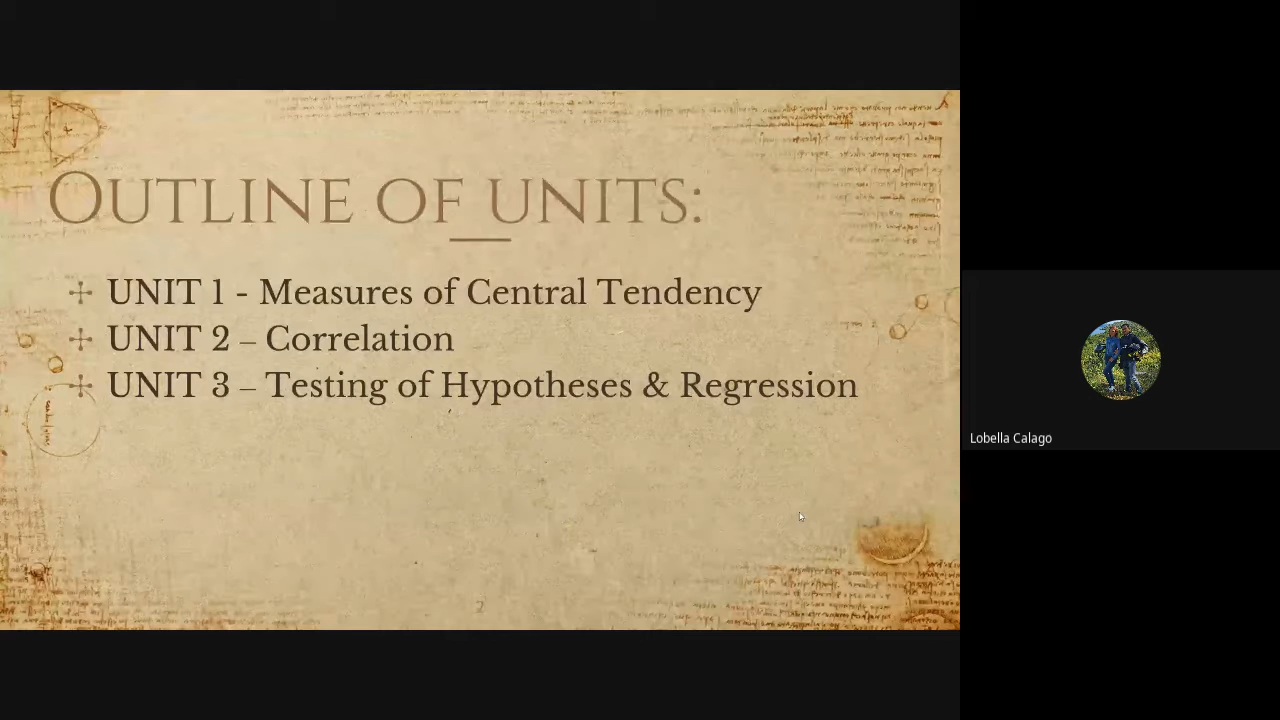 OUTLINE OF UNITS:
UNIT 1 - Measures of Central Tendency
UNIT 2 – Correlation
UNIT 3 – Testing of Hypotheses & Regression
2
Lobella Calago